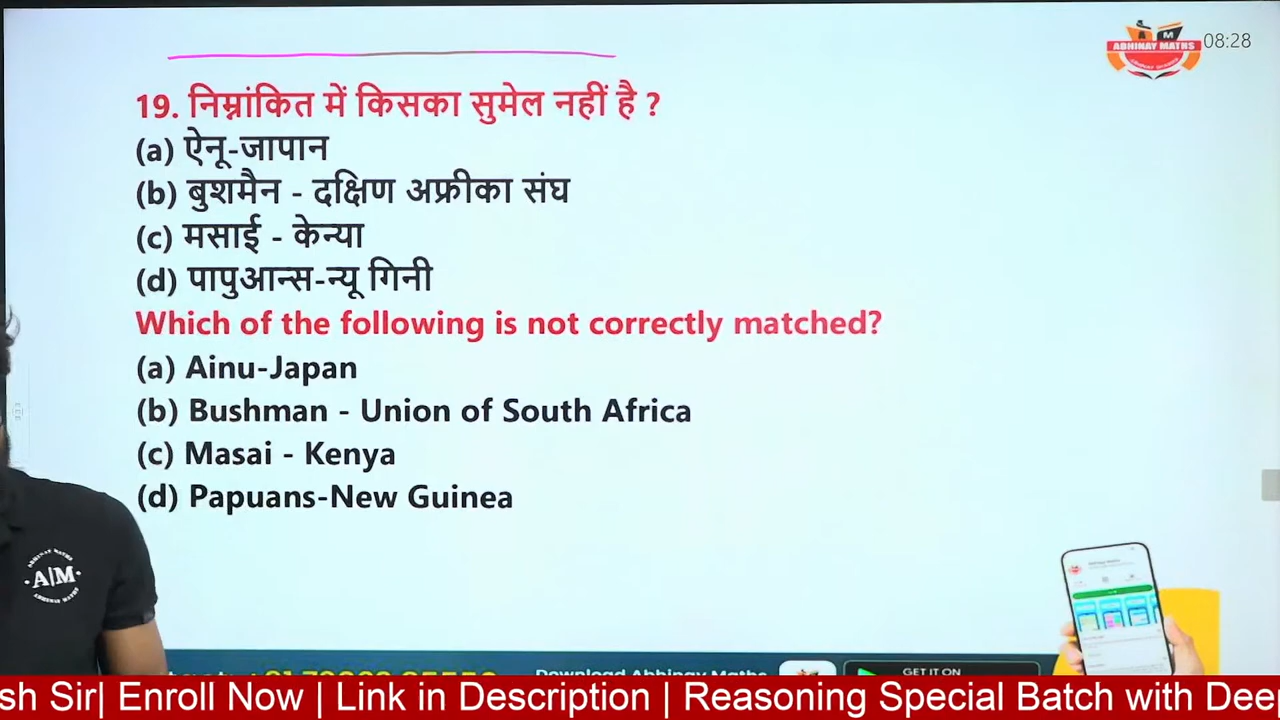 ABHINAY MATHS
08:28
19. निम्नांकित में किसका सुमेल नहीं है ?
(a) ऐनू-जापान
(b) बुशमैन - दक्षिण अफ्रीका संघ
(c) मसाई - केन्या
(d) पापुआन्स-न्यू गिनी
Which of the following is not correctly matched?
(a) Ainu-Japan
(b) Bushman - Union of South Africa
(c) Masai - Kenya
(d) Papuans-New Guinea
ABHINAY MATHS
A|M
Download Abhinay Maths
GET IT ON
sh Sir| Enroll Now | Link in Description | Reasoning Special Batch with Dee